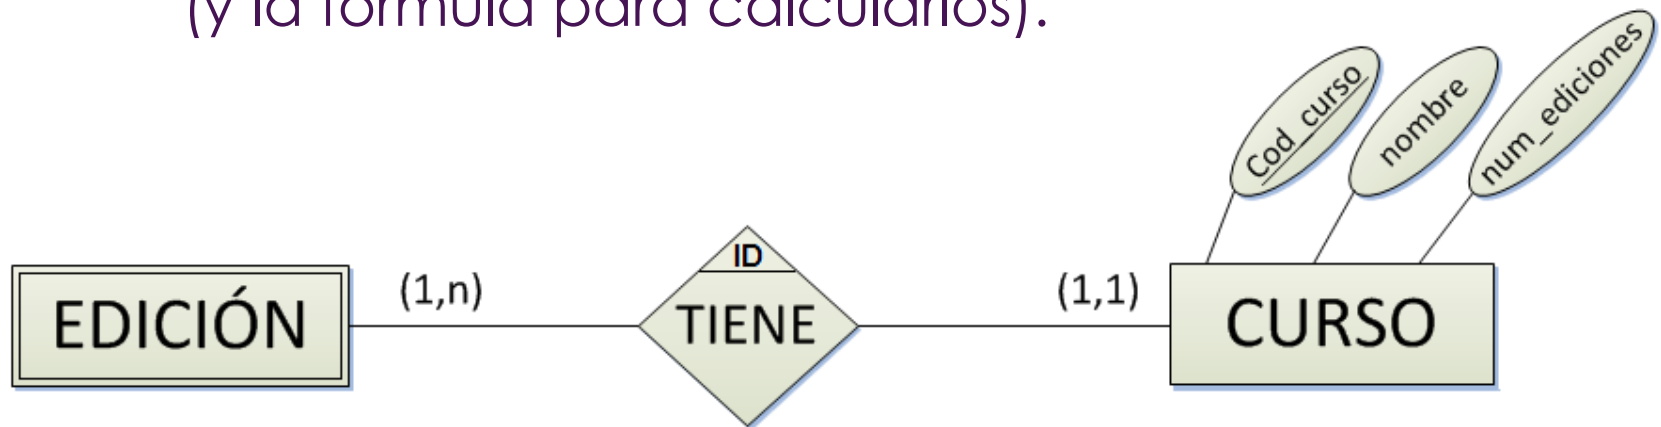 (y la fórmula para calcularlos).
Cod_curso
nombre
num_ediciones
ID
(1,n)
(1,1)
EDICIÓN
TIENE
CURSO